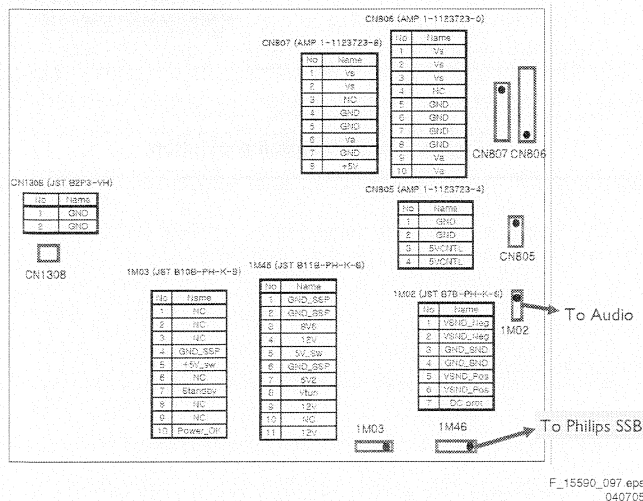 CN806 (AMP 1-1123723-0)
No Name
1 Vs
2 Vs
3 Vs
4 NC
5 GND
6 GND
7 GND
8 GND
9 Va
10 Va
CN807 (AMP 1-1123723-8)
No Name
1 Vs
2 Vs
3 NC
4 GND
5 GND
6 Va
7 GND
8 +5V
CN807 CN806
CN1308 (JST B2P3-VH)
No Name
1 GND
2 GND
CN1308
CN805 (AMP 1-1123723-4)
No Name
1 GND
2 GND
3 5VCNTL
4 5VCNTL
CN805
1M03 (JST B10B-PH-K-S)
No Name
1 NC
2 NC
3 NC
4 GND_SSP
5 +5V_sw
6 NC
7 Standby
8 NC
9 NC
10 Power_OK
1M46 (JST B11B-PH-K-S)
No Name
1 GND_SSP
2 GND_SSP
3 8V6
4 12V
5 5V_sw
6 GND_SSP
7 5V2
8 Vtun
9 12V
10 NC
11 12V
1M02 (JST B7B-PH-K-S)
No Name
1 VSND_Neg
2 VSND_Neg
3 GND_SND
4 GND_SND
5 VSND_Pos
6 VSND_Pos
7 DC prot
1M02
To Audio
1M03
1M46
To Philips SSB
F_15590_097.eps
040705